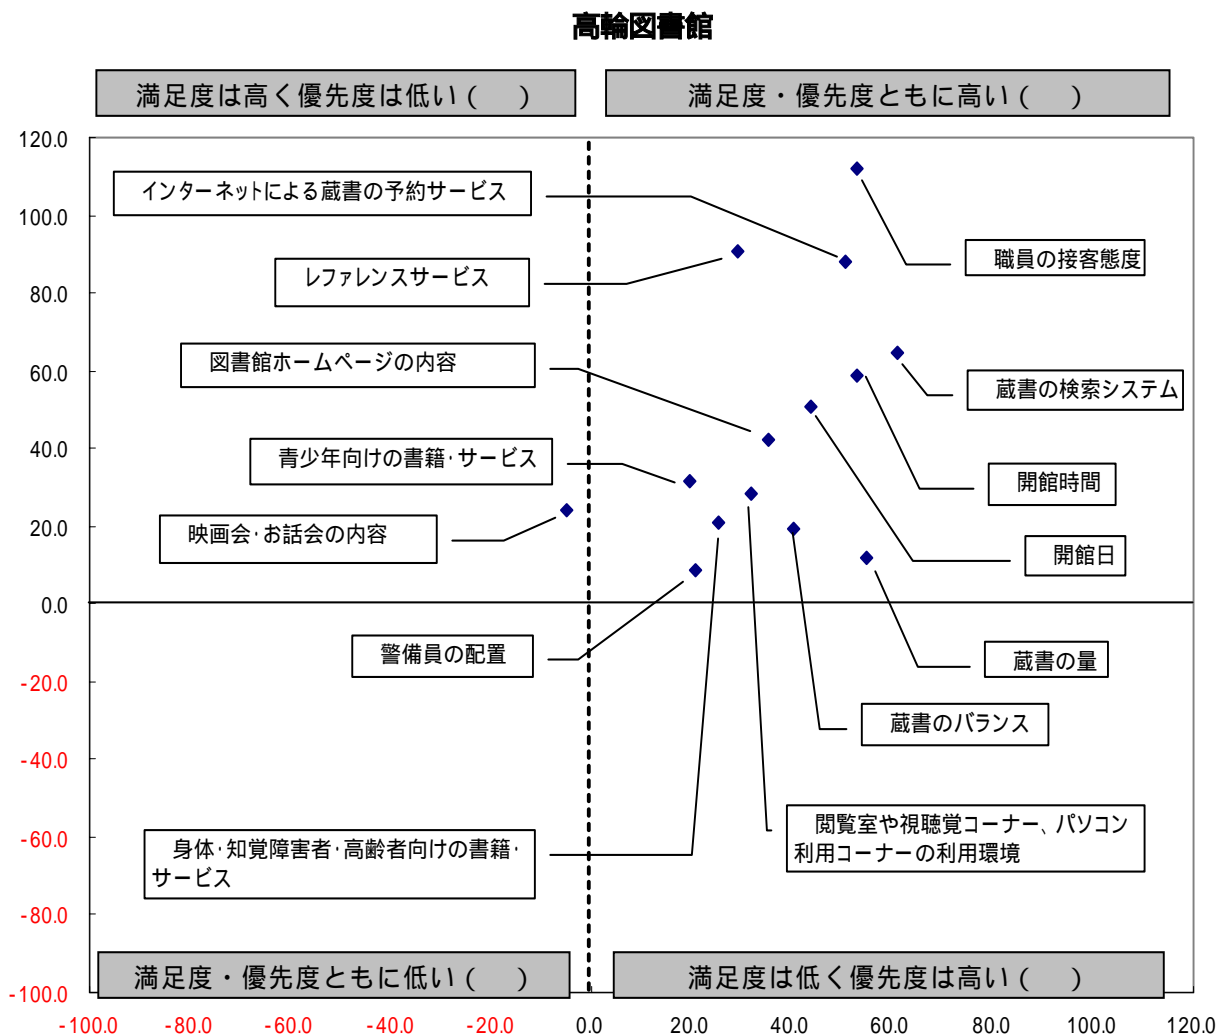 高輪図書館
満足度は高く優先度は低い(　)
満足度・優先度ともに高い(　)
120.0
100.0
80.0
60.0
40.0
20.0
0.0
-20.0
-40.0
-60.0
-80.0
-100.0
インターネットによる蔵書の予約サービス
職員の接客態度
レファレンスサービス
図書館ホームページの内容
蔵書の検索システム
青少年向けの書籍・サービス
開館時間
映画会・お話会の内容
開館日
警備員の配置
蔵書の量
蔵書のバランス
閲覧室や視聴覚コーナー、パソコン
利用コーナーの利用環境
身体・知覚障害者・高齢者向けの書籍・
サービス
満足度・優先度ともに低い(　)
満足度は低く優先度は高い(　)
-100.0 -80.0 -60.0 -40.0 -20.0 0.0 20.0 40.0 60.0 80.0 100.0 120.0